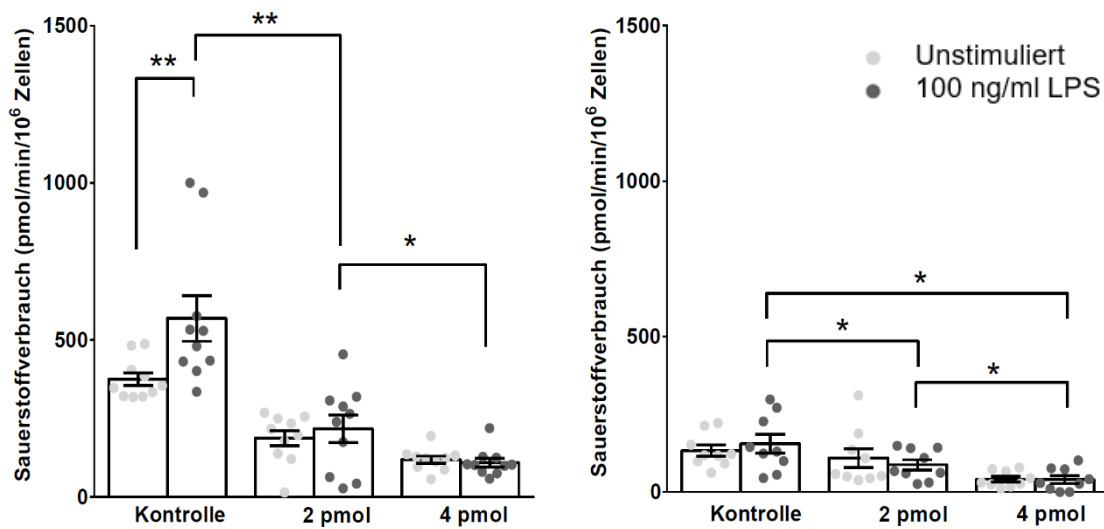 Sauerstoffverbrauch (pmol/min/10⁶ Zellen)
1500
1000
500
0
**
**
*
Kontrolle
2 pmol
4 pmol
Sauerstoffverbrauch (pmol/min/10⁶ Zellen)
1500
1000
500
0
Unstimuliert
100 ng/ml LPS
*
*
*
Kontrolle
2 pmol
4 pmol